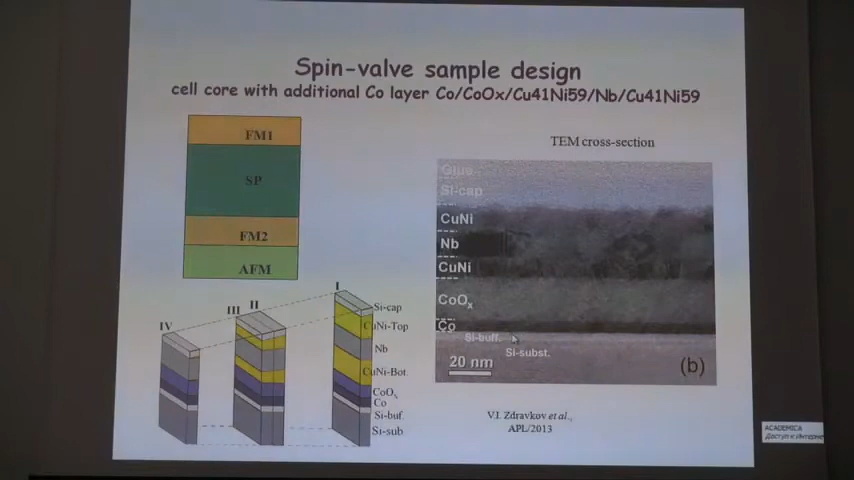 Spin-valve sample design
cell core with additional Co layer Co/CoOx/Cu41Ni59/Nb/Cu41Ni59
FM1
SP
FM2
AFM
TEM cross-section
Glue
Si-cap
CuNi
Nb
CuNi
CoOx
Co
Si-buff.
Si-subst.
20 nm
(b)
I
II
III
IV
Si-cap
CuNi-Top
Nb
CuNi-Bot.
CoOx
Co
Si-buf.
Si-sub
V.I. Zdravkov et al.,
APL/2013
ACADEMICA
Доступ к Интерне